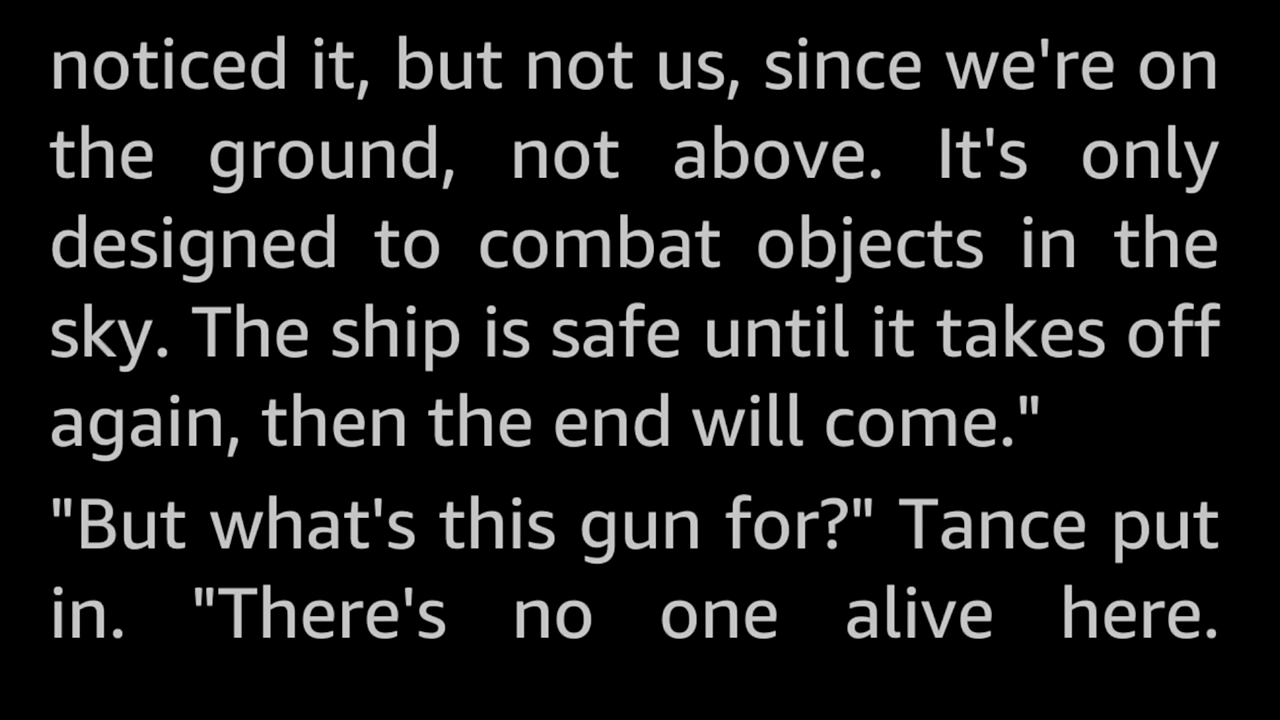 noticed it, but not us, since we're on
the ground, not above. It's only
designed to combat objects in the
sky. The ship is safe until it takes off
again, then the end will come."
"But what's this gun for?" Tance put
in. "There's no one alive here.